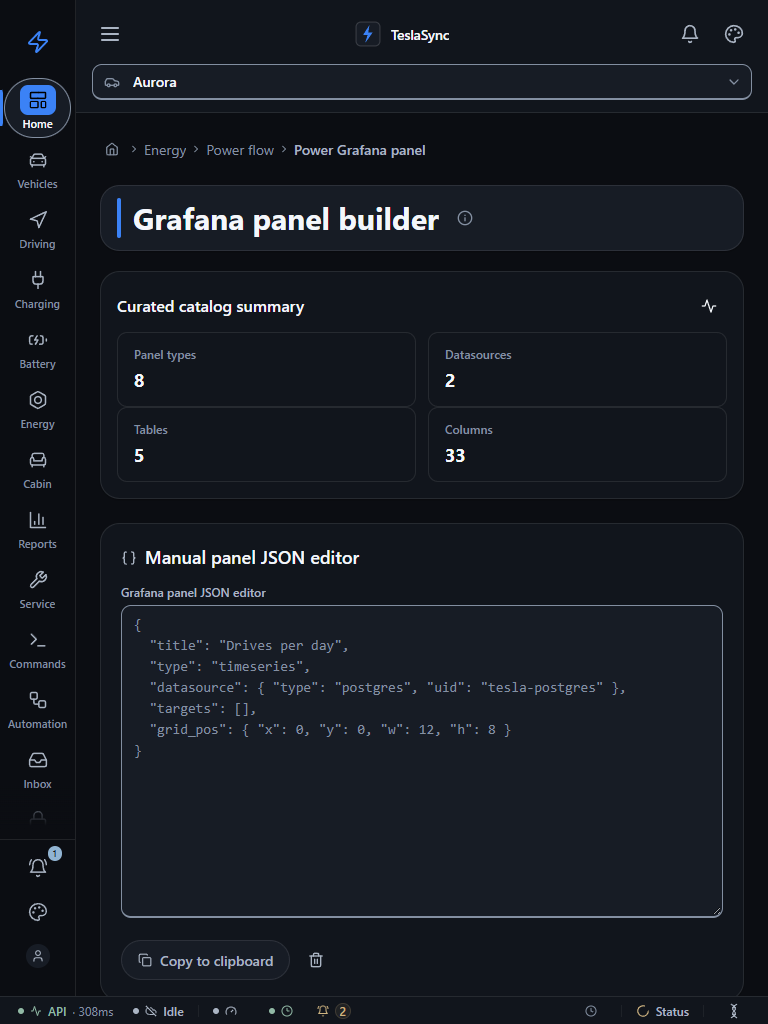 TeslaSync
Aurora
Home
Vehicles
Driving
Charging
Battery
Energy
Cabin
Reports
Service
Commands
Automation
Inbox
1
Energy > Power flow > Power Grafana panel
Grafana panel builder
Curated catalog summary
Panel types
8
Datasources
2
Tables
5
Columns
33
{} Manual panel JSON editor
Grafana panel JSON editor
{
  "title": "Drives per day",
  "type": "timeseries",
  "datasource": { "type": "postgres", "uid": "tesla-postgres" },
  "targets": [],
  "grid_pos": { "x": 0, "y": 0, "w": 12, "h": 8 }
}
Copy to clipboard
API · 308ms
Idle
2
Status